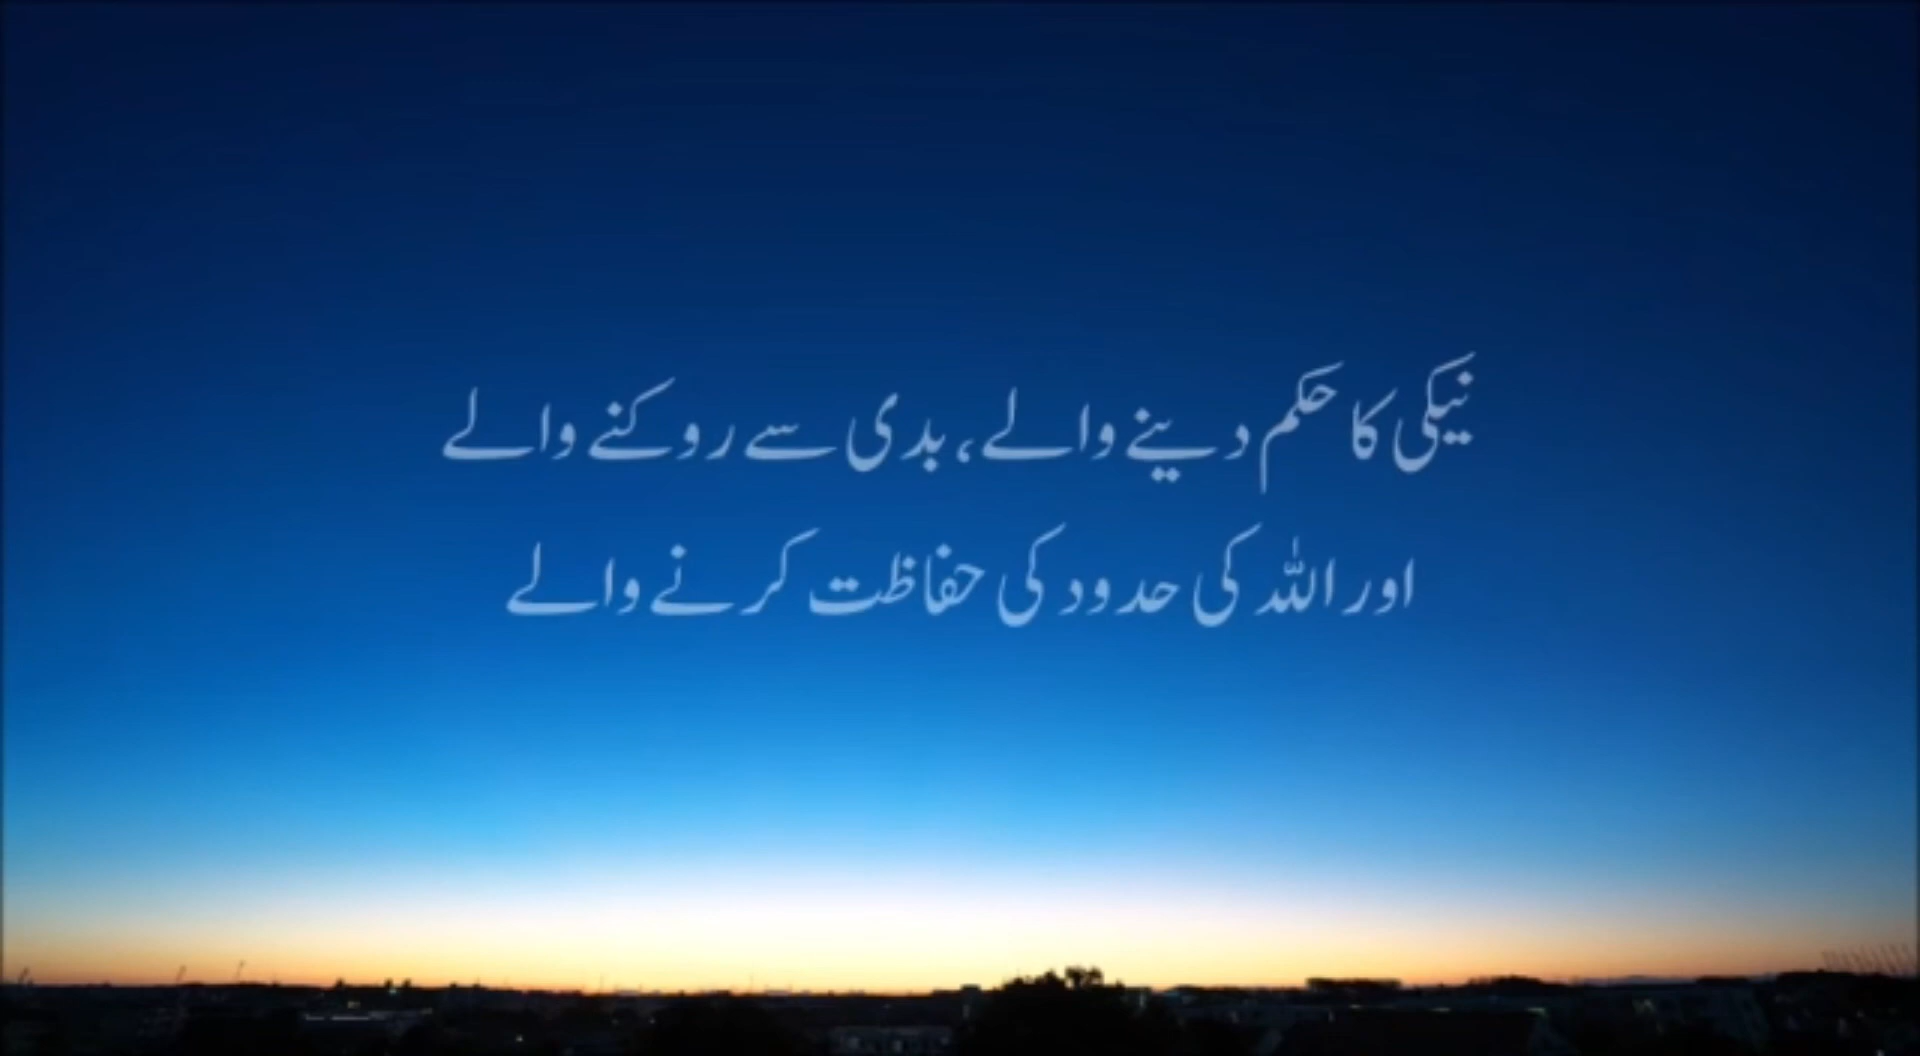 نیکی کا حکم دینے والے، بدی سے روکنے والے
اور اللہ کی حدود کی حفاظت کرنے والے